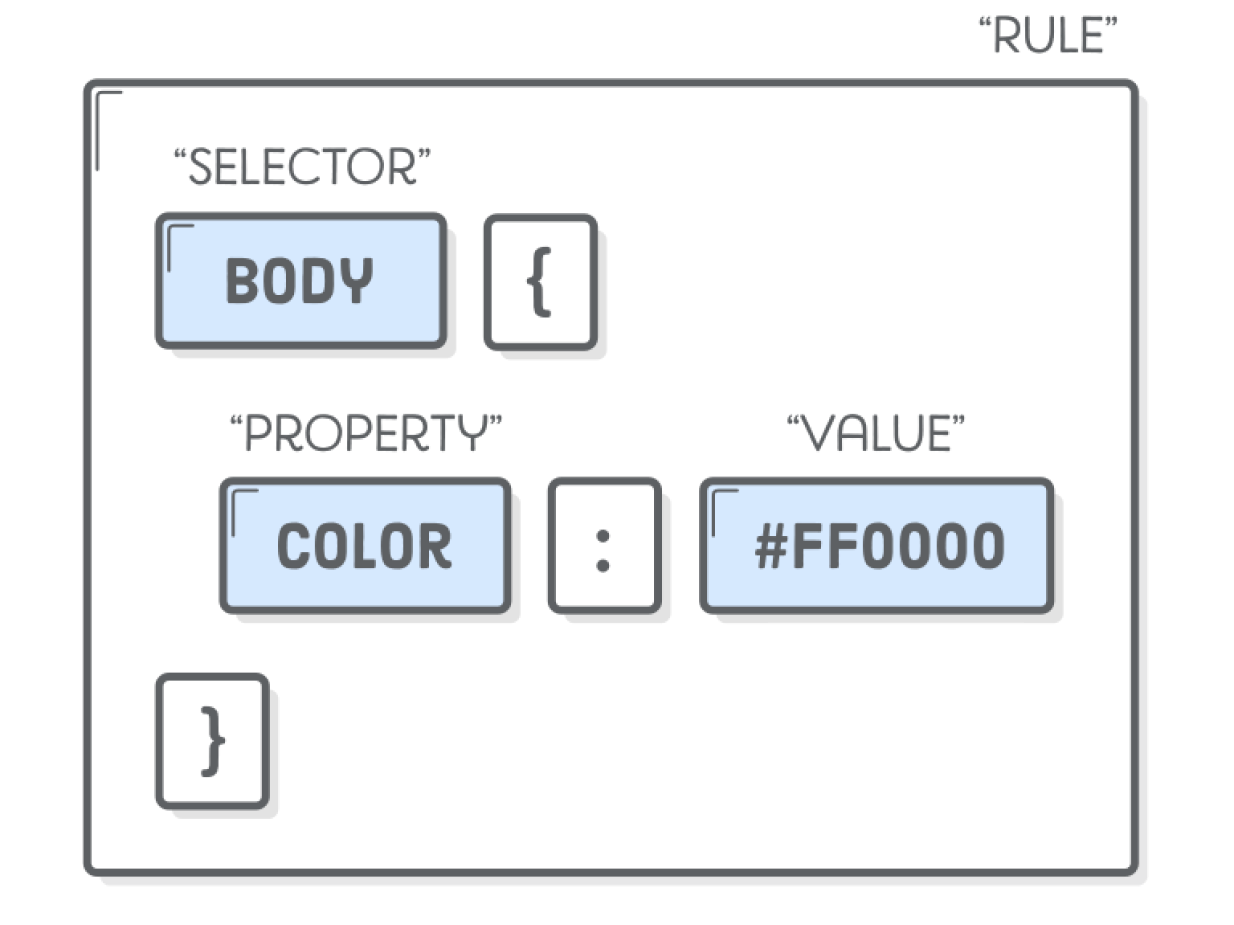 “RULE”
“SELECTOR”
BODY {
“PROPERTY” “VALUE”
COLOR : #FF0000
}